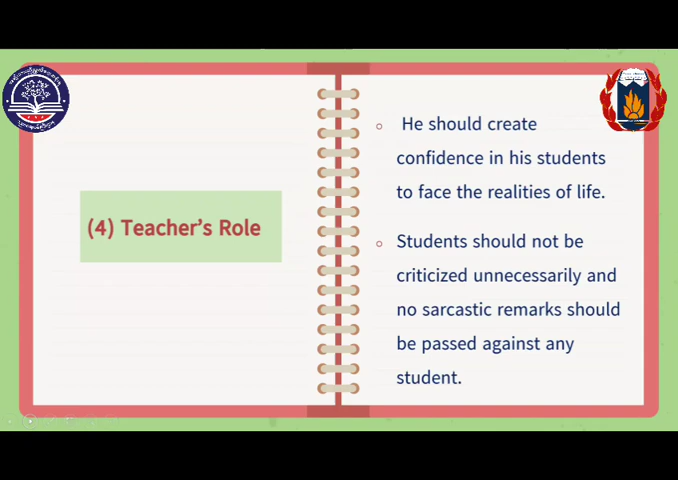 (4) Teacher's Role
He should create
confidence in his students
to face the realities of life.
Students should not be
criticized unnecessarily and
no sarcastic remarks should
be passed against any
student.